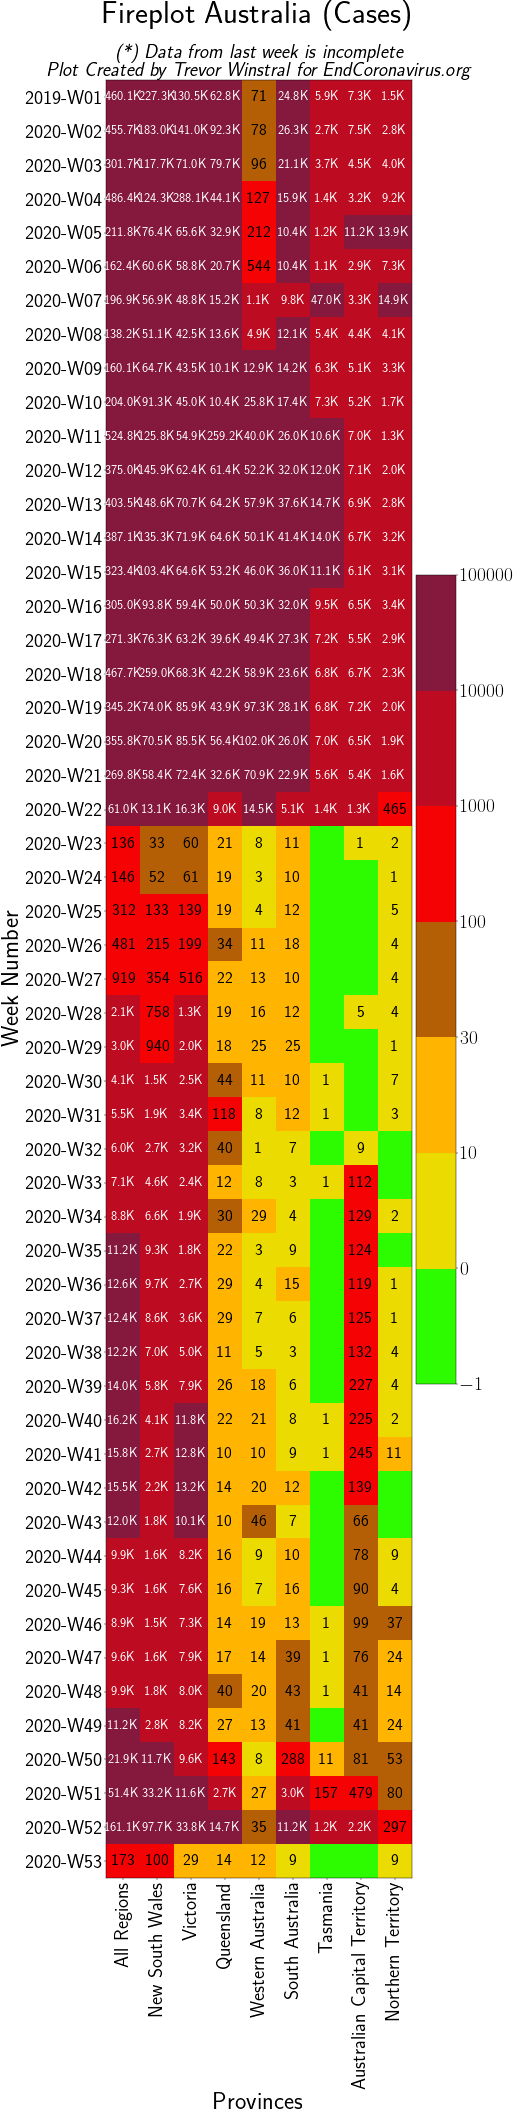 Fireplot Australia (Cases)
(*) Data from last week is incomplete
Plot Created by Trevor Winstral for EndCoronavirus.org
2019-W01 460.1K 227.3K 130.5K 62.8K 71 24.8K 5.9K 7.3K 1.5K
2020-W02 455.7K 183.0K 141.0K 92.3K 78 26.3K 2.7K 7.5K 2.8K
2020-W03 301.7K 117.7K 71.0K 79.7K 96 21.1K 3.7K 4.5K 4.0K
2020-W04 486.4K 124.3K 288.1K 44.1K 127 15.9K 1.4K 3.2K 9.2K
2020-W05 211.8K 76.4K 65.6K 32.9K 212 10.4K 1.2K 11.2K 13.9K
2020-W06 162.4K 60.6K 58.8K 20.7K 544 10.4K 1.1K 2.9K 7.3K
2020-W07 196.9K 56.9K 48.8K 15.2K 1.1K 9.8K 47.0K 3.3K 14.9K
2020-W08 138.2K 51.1K 42.5K 13.6K 4.9K 12.1K 5.4K 4.4K 4.1K
2020-W09 160.1K 64.7K 43.5K 10.1K 12.9K 14.2K 6.3K 5.1K 3.3K
2020-W10 204.0K 91.3K 45.0K 10.4K 25.8K 17.4K 7.3K 5.2K 1.7K
2020-W11 524.8K 125.8K 54.9K 259.2K 40.0K 26.0K 10.6K 7.0K 1.3K
2020-W12 375.0K 145.9K 62.4K 61.4K 52.2K 32.0K 12.0K 7.1K 2.0K
2020-W13 403.5K 148.6K 70.7K 64.2K 57.9K 37.6K 14.7K 6.9K 2.8K
2020-W14 387.1K 135.3K 71.9K 64.6K 50.1K 41.4K 14.0K 6.7K 3.2K
2020-W15 323.4K 103.4K 64.6K 53.2K 46.0K 36.0K 11.1K 6.1K 3.1K
100000
2020-W16 305.0K 93.8K 59.4K 50.0K 50.3K 32.0K 9.5K 6.5K 3.4K
2020-W17 271.3K 76.3K 63.2K 39.6K 49.4K 27.3K 7.2K 5.5K 2.9K
2020-W18 467.7K 259.0K 68.3K 42.2K 58.9K 23.6K 6.8K 6.7K 2.3K
10000
2020-W19 345.2K 74.0K 85.9K 43.9K 97.3K 28.1K 6.8K 7.2K 2.0K
2020-W20 355.8K 70.5K 85.5K 56.4K 102.0K 26.0K 7.0K 6.5K 1.9K
2020-W21 269.8K 58.4K 72.4K 32.6K 70.9K 22.9K 5.6K 5.4K 1.6K
2020-W22 61.0K 13.1K 16.3K 9.0K 14.5K 5.1K 1.4K 1.3K 465
1000
2020-W23 136 33 60 21 8 11 1 2
2020-W24 146 52 61 19 3 10 1
2020-W25 312 133 139 19 4 12 5
100
2020-W26 481 215 199 34 11 18 4
2020-W27 919 354 516 22 13 10 4
Week Number
2020-W28 2.1K 758 1.3K 19 16 12 5 4
30
2020-W29 3.0K 940 2.0K 18 25 25 1
2020-W30 4.1K 1.5K 2.5K 44 11 10 1 7
2020-W31 5.5K 1.9K 3.4K 118 8 12 1 3
2020-W32 6.0K 2.7K 3.2K 40 1 7 9
10
2020-W33 7.1K 4.6K 2.4K 12 8 3 1 112
2020-W34 8.8K 6.6K 1.9K 30 29 4 129 2
2020-W35 11.2K 9.3K 1.8K 22 3 9 124
0
2020-W36 12.6K 9.7K 2.7K 29 4 15 119 1
2020-W37 12.4K 8.6K 3.6K 29 7 6 125 1
2020-W38 12.2K 7.0K 5.0K 11 5 3 132 4
2020-W39 14.0K 5.8K 7.9K 26 18 6 227 4
−1
2020-W40 16.2K 4.1K 11.8K 22 21 8 1 225 2
2020-W41 15.8K 2.7K 12.8K 10 10 9 1 245 11
2020-W42 15.5K 2.2K 13.2K 14 20 12 139
2020-W43 12.0K 1.8K 10.1K 10 46 7 66
2020-W44 9.9K 1.6K 8.2K 16 9 10 78 9
2020-W45 9.3K 1.6K 7.6K 16 7 16 90 4
2020-W46 8.9K 1.5K 7.3K 14 19 13 1 99 37
2020-W47 9.6K 1.6K 7.9K 17 14 39 1 76 24
2020-W48 9.9K 1.8K 8.0K 40 20 43 1 41 14
2020-W49 11.2K 2.8K 8.2K 27 13 41 41 24
2020-W50 21.9K 11.7K 9.6K 143 8 288 11 81 53
2020-W51 51.4K 33.2K 11.6K 2.7K 27 3.0K 157 479 80
2020-W52 161.1K 97.7K 33.8K 14.7K 35 11.2K 1.2K 2.2K 297
2020-W53 173 100 29 14 12 9 9
All Regions
New South Wales
Victoria
Queensland
Western Australia
South Australia
Tasmania
Australian Capital Territory
Northern Territory
Provinces